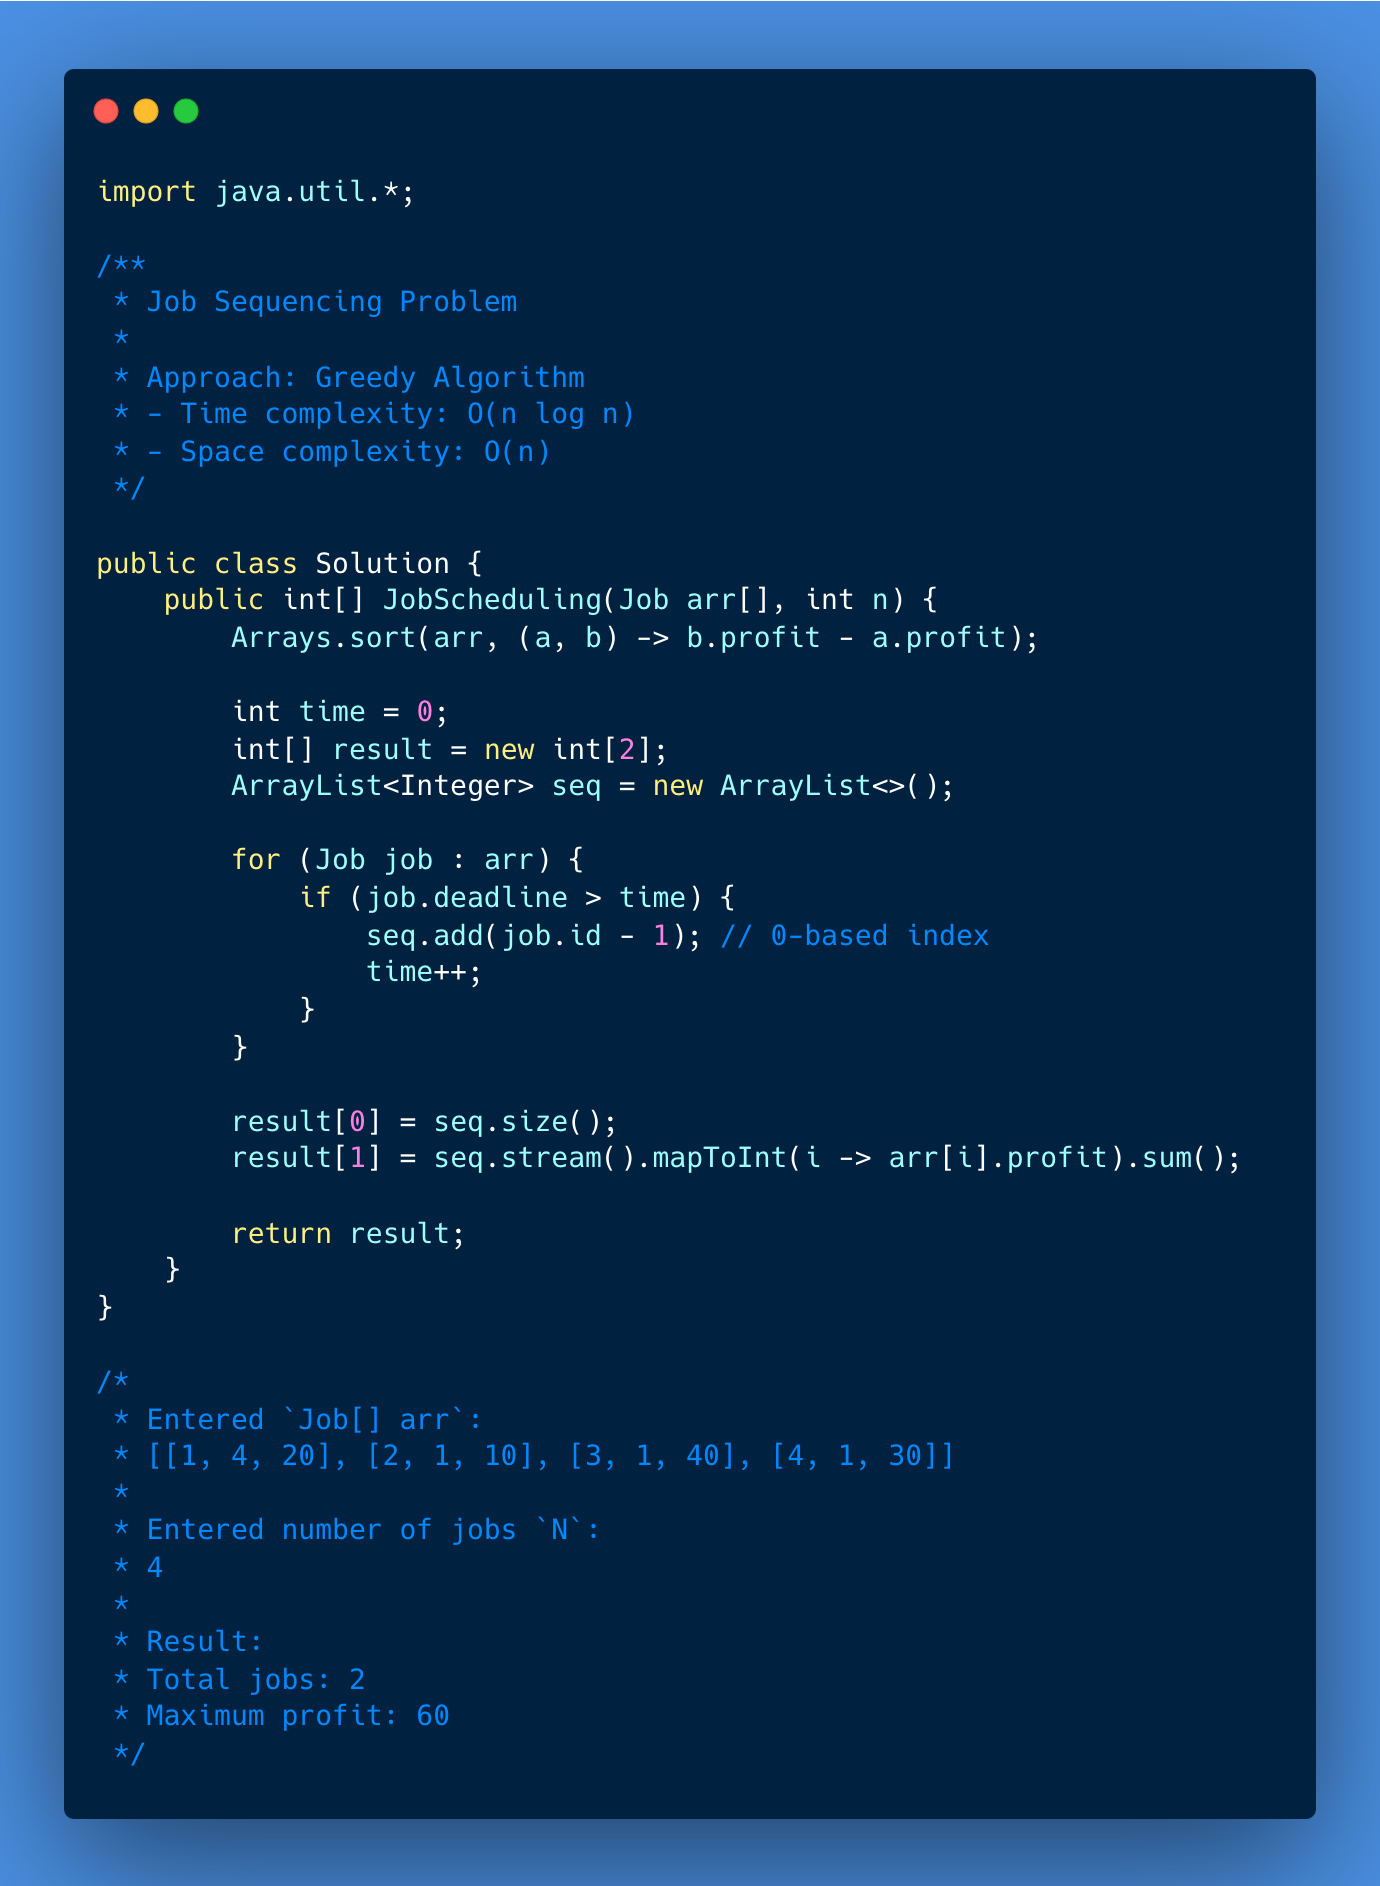 import java.util.*;

/**
 * Job Sequencing Problem
 *
 * Approach: Greedy Algorithm
 * - Time complexity: O(n log n)
 * - Space complexity: O(n)
 */

public class Solution {
    public int[] JobScheduling(Job arr[], int n) {
        Arrays.sort(arr, (a, b) -> b.profit - a.profit);

        int time = 0;
        int[] result = new int[2];
        ArrayList<Integer> seq = new ArrayList<>();

        for (Job job : arr) {
            if (job.deadline > time) {
                seq.add(job.id - 1); // 0-based index
                time++;
            }
        }

        result[0] = seq.size();
        result[1] = seq.stream().mapToInt(i -> arr[i].profit).sum();

        return result;
    }
}

/*
 * Entered `Job[] arr`:
 * [[1, 4, 20], [2, 1, 10], [3, 1, 40], [4, 1, 30]]
 *
 * Entered number of jobs `N`:
 * 4
 *
 * Result:
 * Total jobs: 2
 * Maximum profit: 60
 */